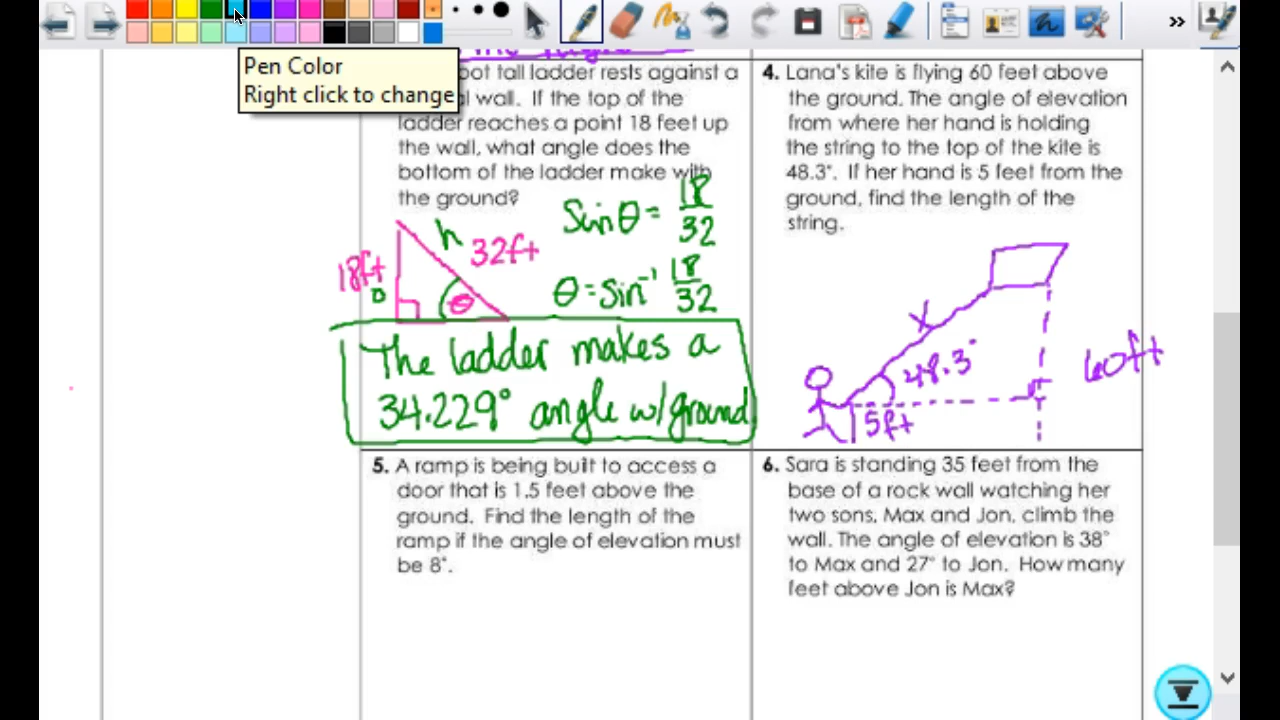 Pen Color
Right click to change
tall ladder rests against a
wall. If the top of the
ladder reaches a point 18 feet up
the wall, what angle does the
bottom of the ladder make with
the ground?
Sin θ = 18/32
θ = Sin⁻¹ 18/32
h
32ft
18ft
o
θ
The ladder makes a
34.229° angle w/ground
4. Lana's kite is flying 60 feet above
the ground. The angle of elevation
from where her hand is holding
the string to the top of the kite is
48.3°. If her hand is 5 feet from the
ground, find the length of the
string.
x
48.3°
60ft
5ft
5. A ramp is being built to access a
door that is 1.5 feet above the
ground. Find the length of the
ramp if the angle of elevation must
be 8°.
6. Sara is standing 35 feet from the
base of a rock wall watching her
two sons, Max and Jon, climb the
wall. The angle of elevation is 38°
to Max and 27° to Jon. How many
feet above Jon is Max?